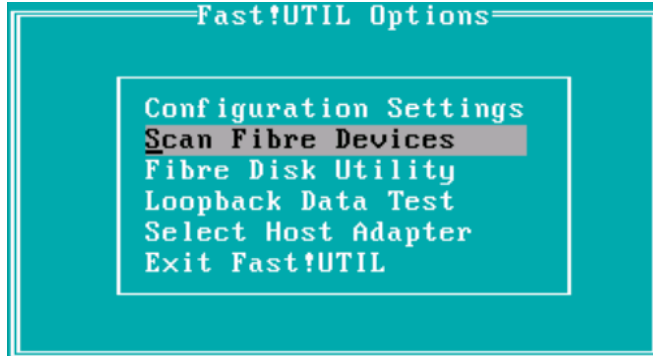 Fast!UTIL Options
Configuration Settings
Scan Fibre Devices
Fibre Disk Utility
Loopback Data Test
Select Host Adapter
Exit Fast!UTIL